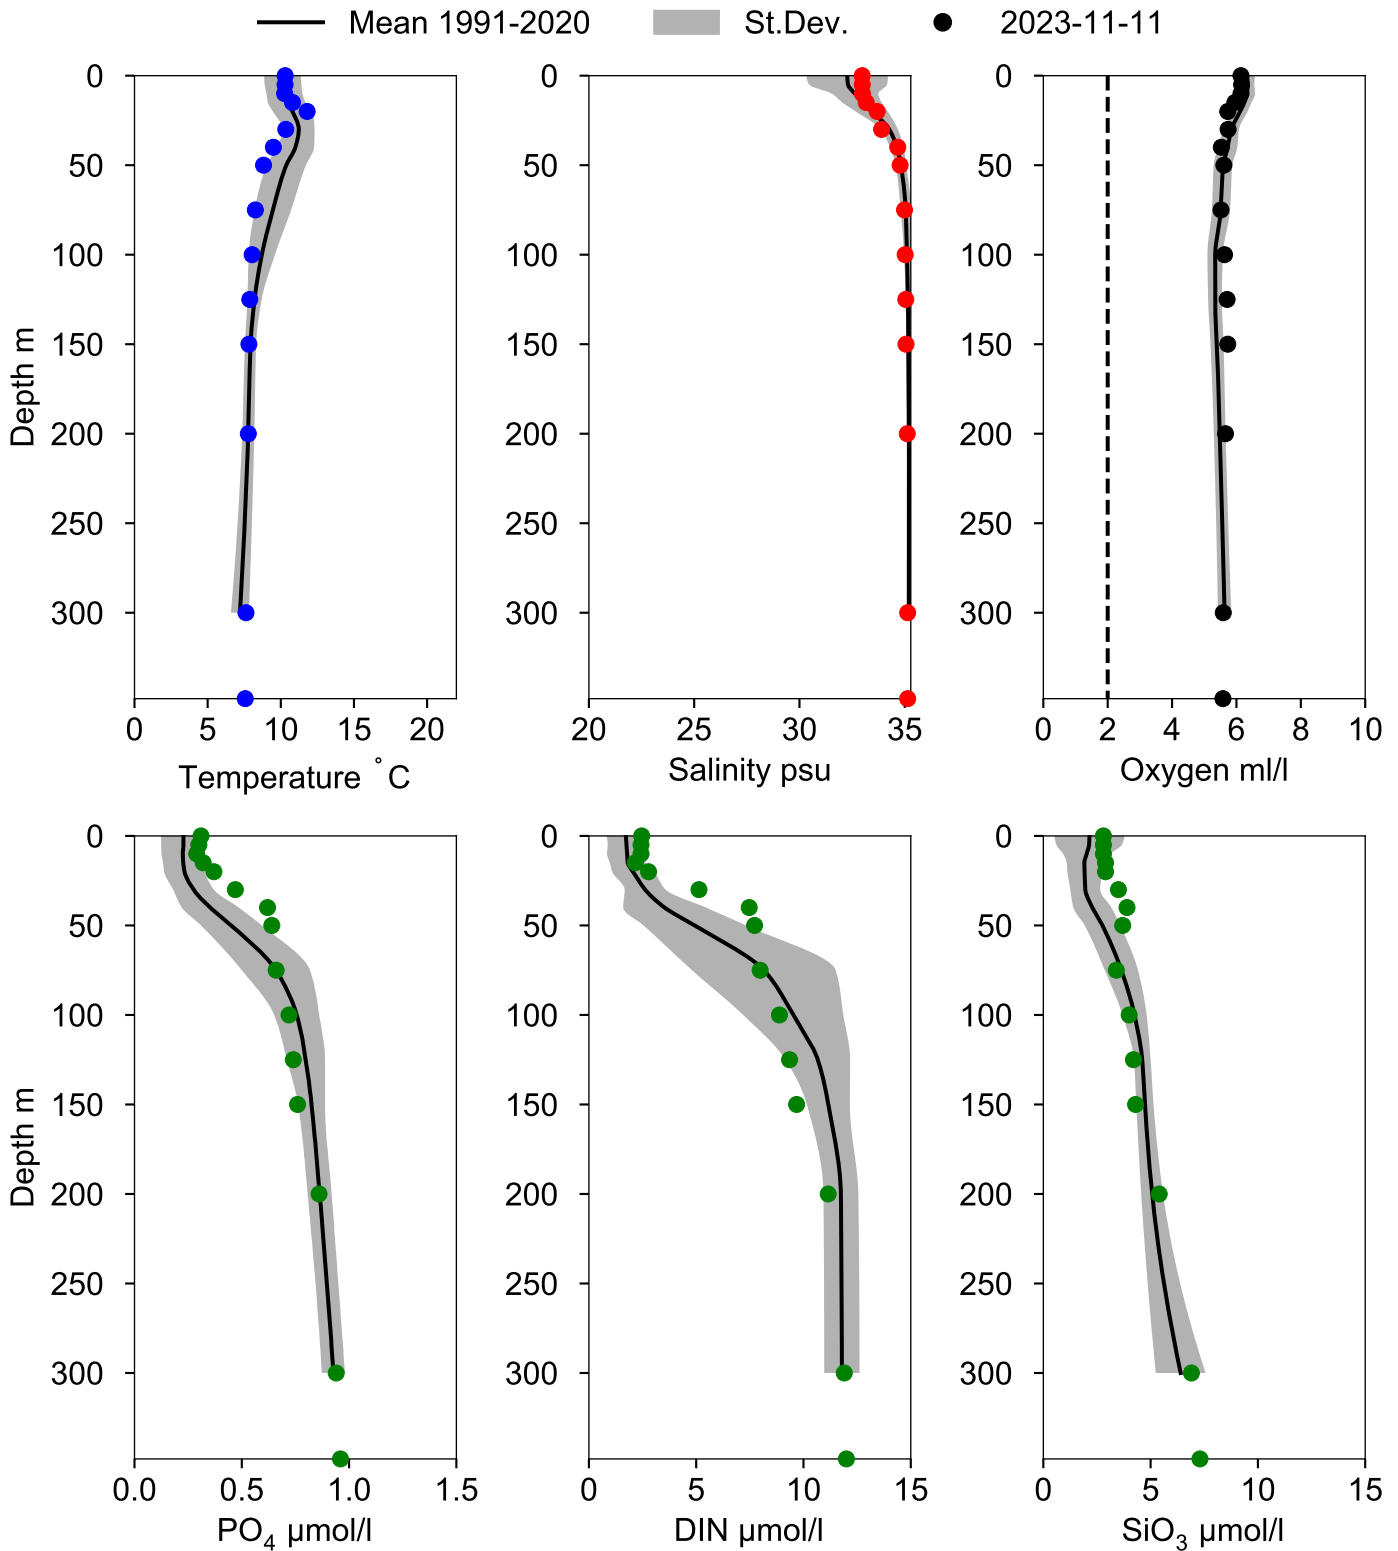 Mean 1991-2020 St.Dev. 2023-11-11
0 0 0
50 50 50
100 100 100
150 150 150
200 200 200
250 250 250
300 300 300
Depth m
0 5 10 15 20 20 25 30 35 0 2 4 6 8 10
Temperature °C Salinity psu Oxygen ml/l
0 0 0
50 50 50
100 100 100
150 150 150
200 200 200
250 250 250
300 300 300
Depth m
0.0 0.5 1.0 1.5 0 5 10 15 0 5 10 15
PO₄ µmol/l DIN µmol/l SiO₃ µmol/l